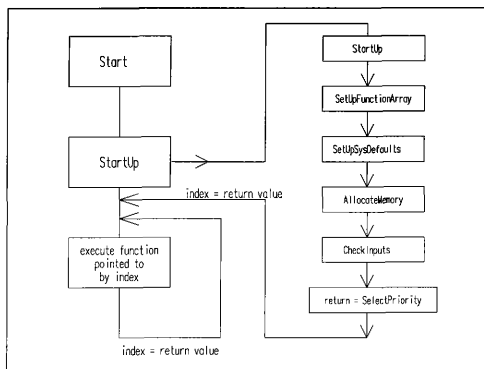 Start
StartUp
index = return value
execute function
pointed to
by index
index = return value
StartUp
SetUpFunctionArray
SetUpSysDefaults
AllocateMemory
CheckInputs
return = SelectPriority